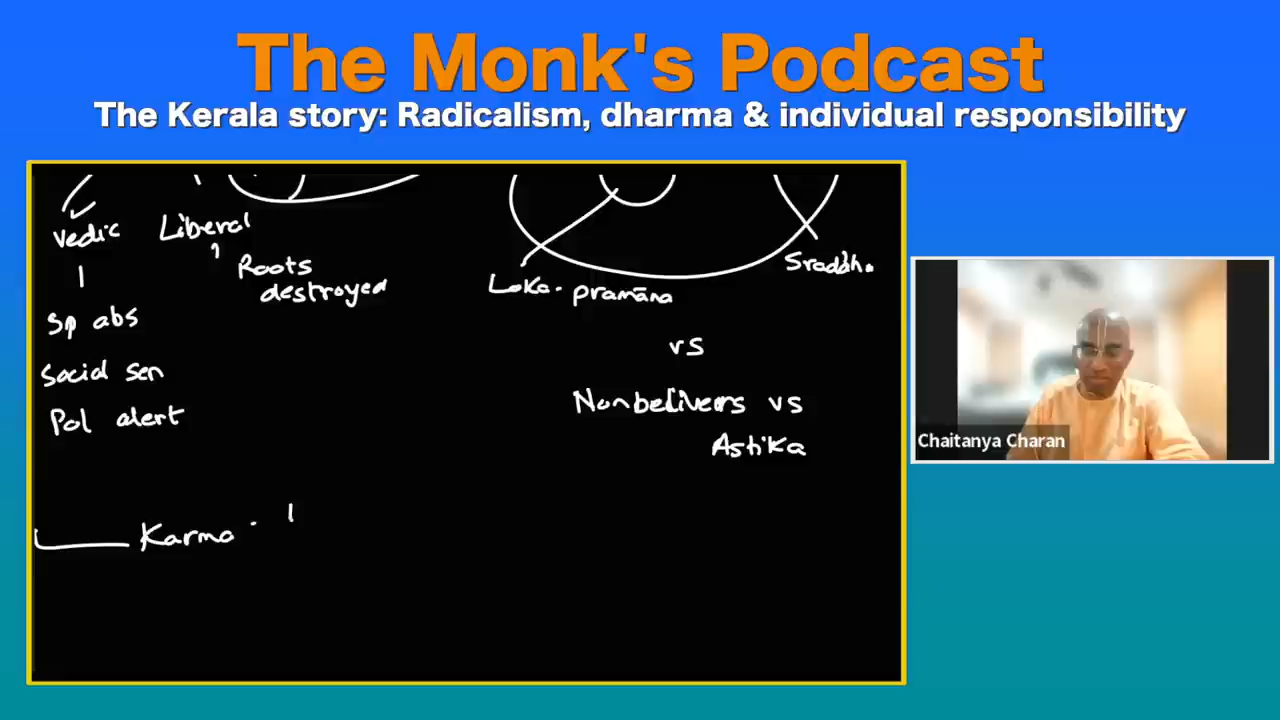 The Monk's Podcast
The Kerala story: Radicalism, dharma & individual responsibility
Vedic
Liberal
Roots
destroyed
Sp abs
Social sen
Pol alert
Loka- pramāna
Sraddha
vs
Nonbelivers vs
Astika
Karma -
Chaitanya Charan